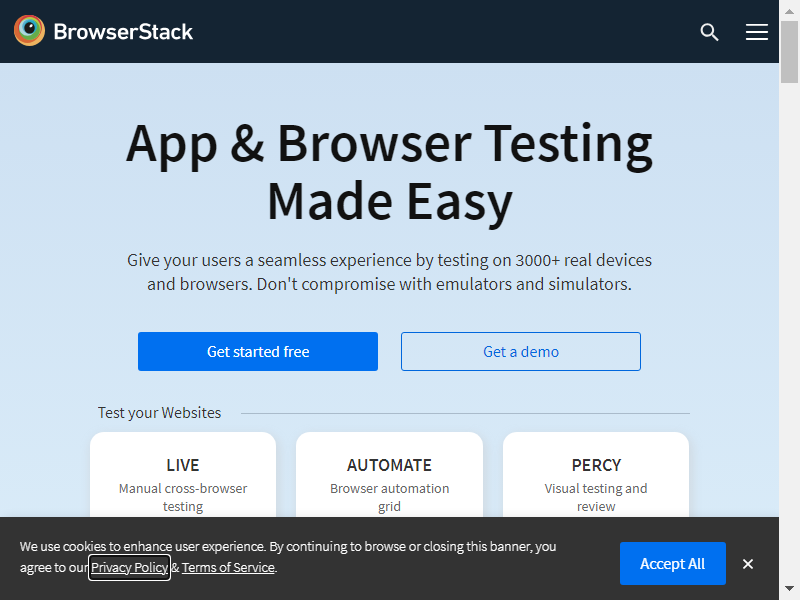 BrowserStack
App & Browser Testing
Made Easy
Give your users a seamless experience by testing on 3000+ real devices
and browsers. Don't compromise with emulators and simulators.
Get started free
Get a demo
Test your Websites
LIVE
Manual cross-browser
testing
AUTOMATE
Browser automation
grid
PERCY
Visual testing and
review
We use cookies to enhance user experience. By continuing to browse or closing this banner, you
agree to our Privacy Policy & Terms of Service.
Accept All